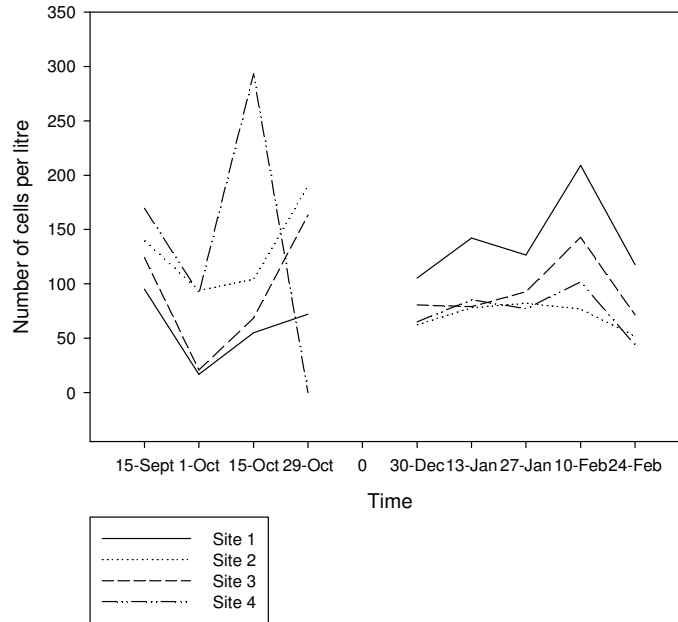 Number of cells per litre
350
300
250
200
150
100
50
0
15-Sept 1-Oct 15-Oct 29-Oct 0 30-Dec 13-Jan 27-Jan 10-Feb 24-Feb
Time
Site 1
Site 2
Site 3
Site 4